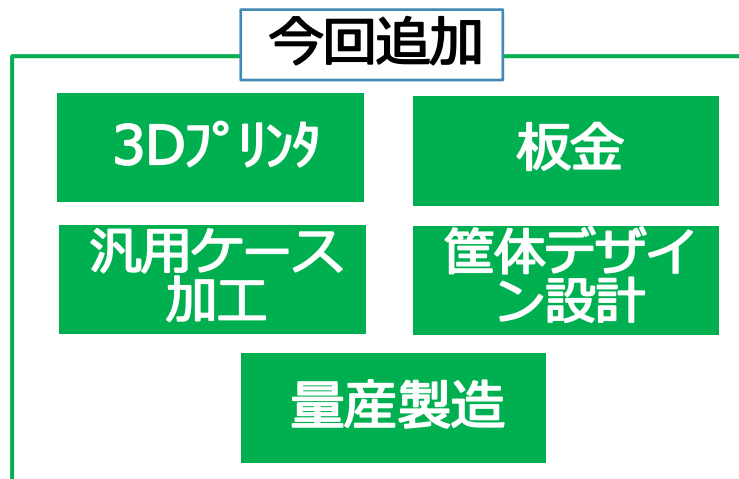 今回追加
3Dﾌﾟﾘﾝﾀ
板金
汎用ケース
加工
筐体デザイ
ン設計
量産製造